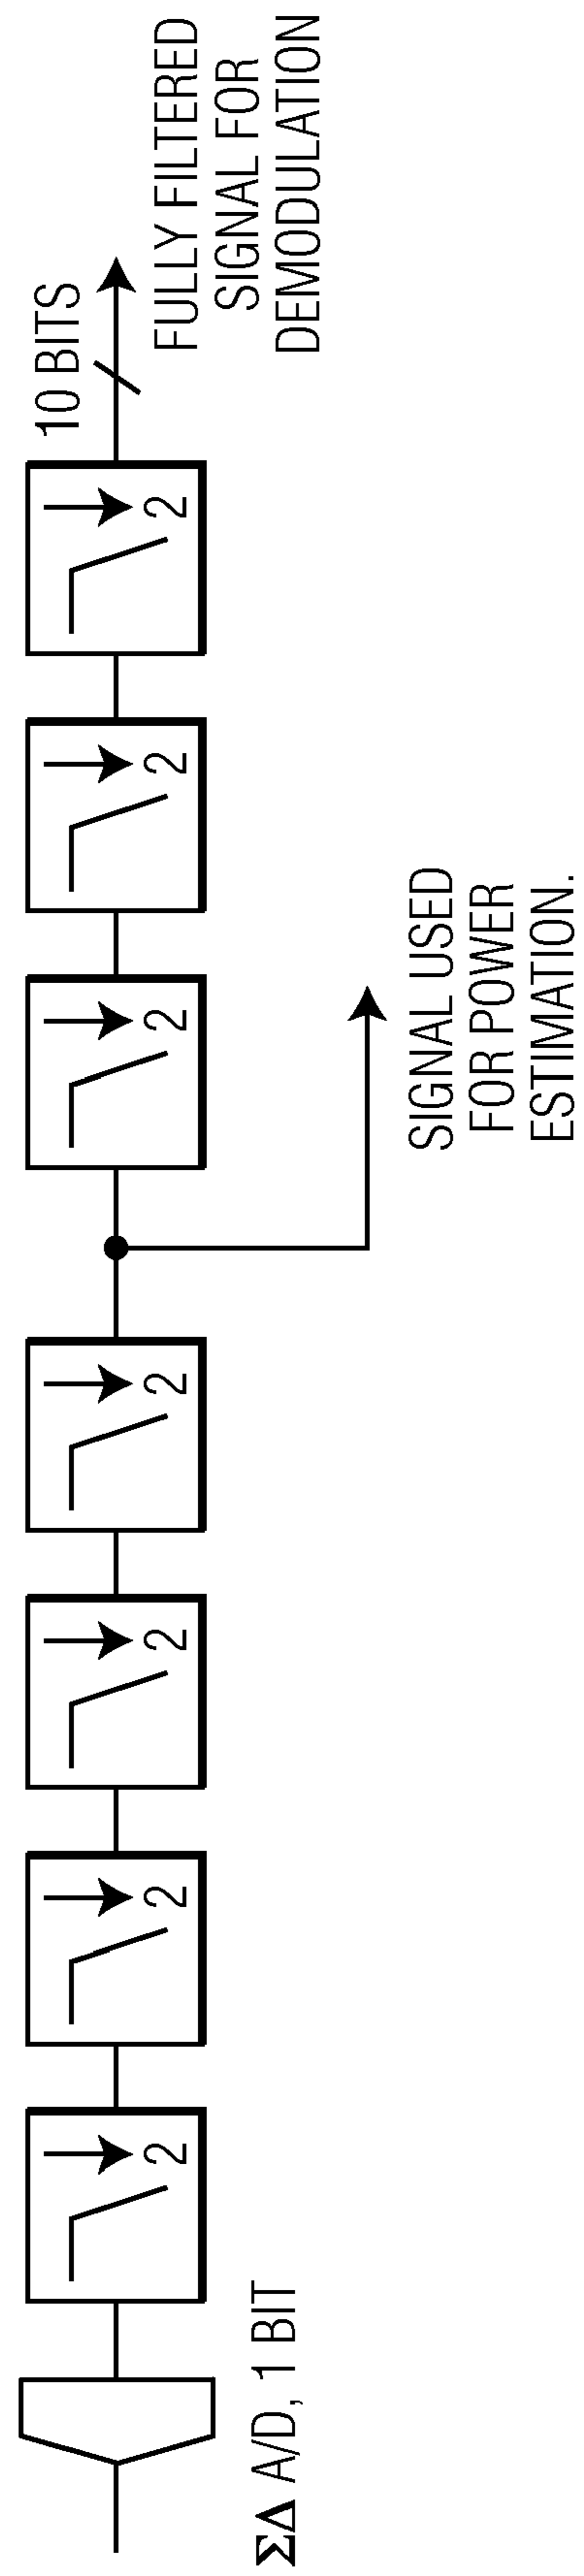 ΣΔ A/D, 1 BIT
2
2
2
2
SIGNAL USED
FOR POWER
ESTIMATION.
2
2
2
10 BITS
FULLY FILTERED
SIGNAL FOR
DEMODULATION